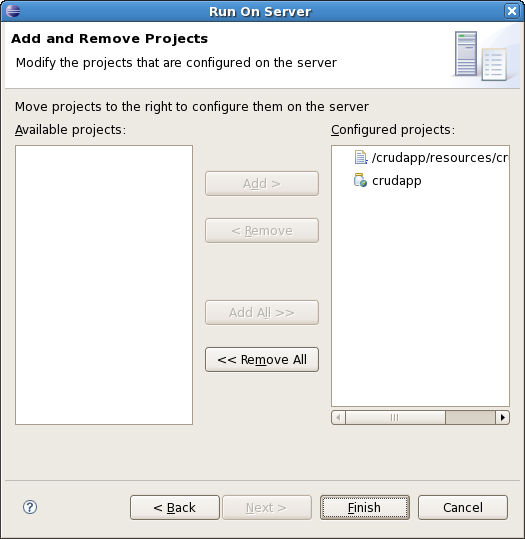 Run On Server
Add and Remove Projects
Modify the projects that are configured on the server
Move projects to the right to configure them on the server
Available projects:
Configured projects:
/crudapp/resources/cr
crudapp
Add >
< Remove
Add All >>
<< Remove All
?
< Back
Next >
Finish
Cancel